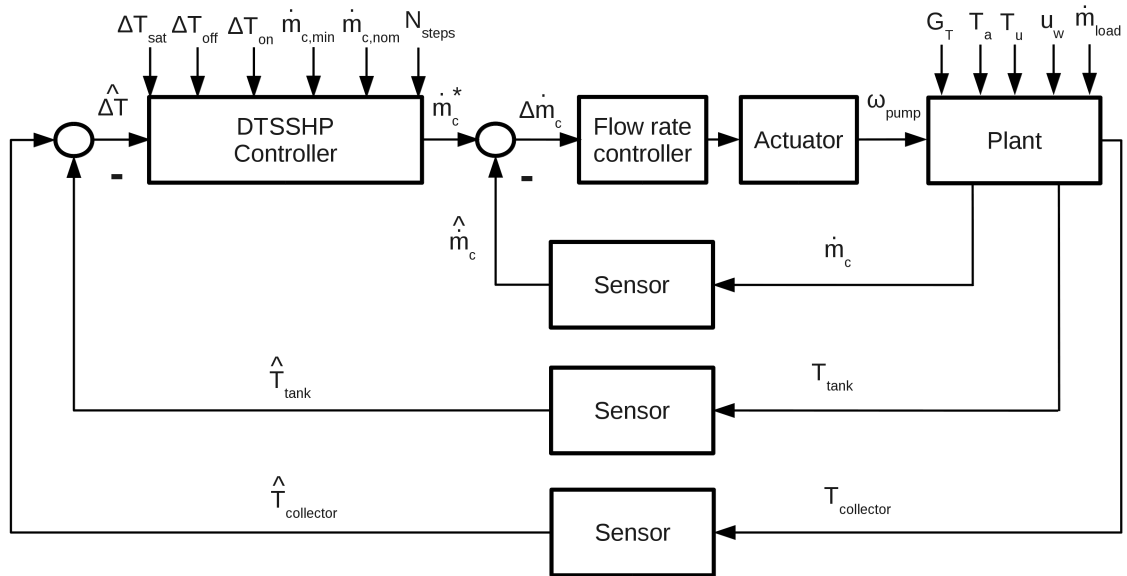 ΔT_sat ΔT_off ΔT_on ṁ_c,min ṁ_c,nom N_steps
G_T T_a T_u u_w ṁ_load
ΔT̂
DTSSHP
Controller
ṁ_c*
Δṁ_c
Flow rate
controller
Actuator
ω_pump
Plant
-
-
ṁ̂_c
Sensor
ṁ_c
T̂_tank
Sensor
T_tank
T̂_collector
Sensor
T_collector